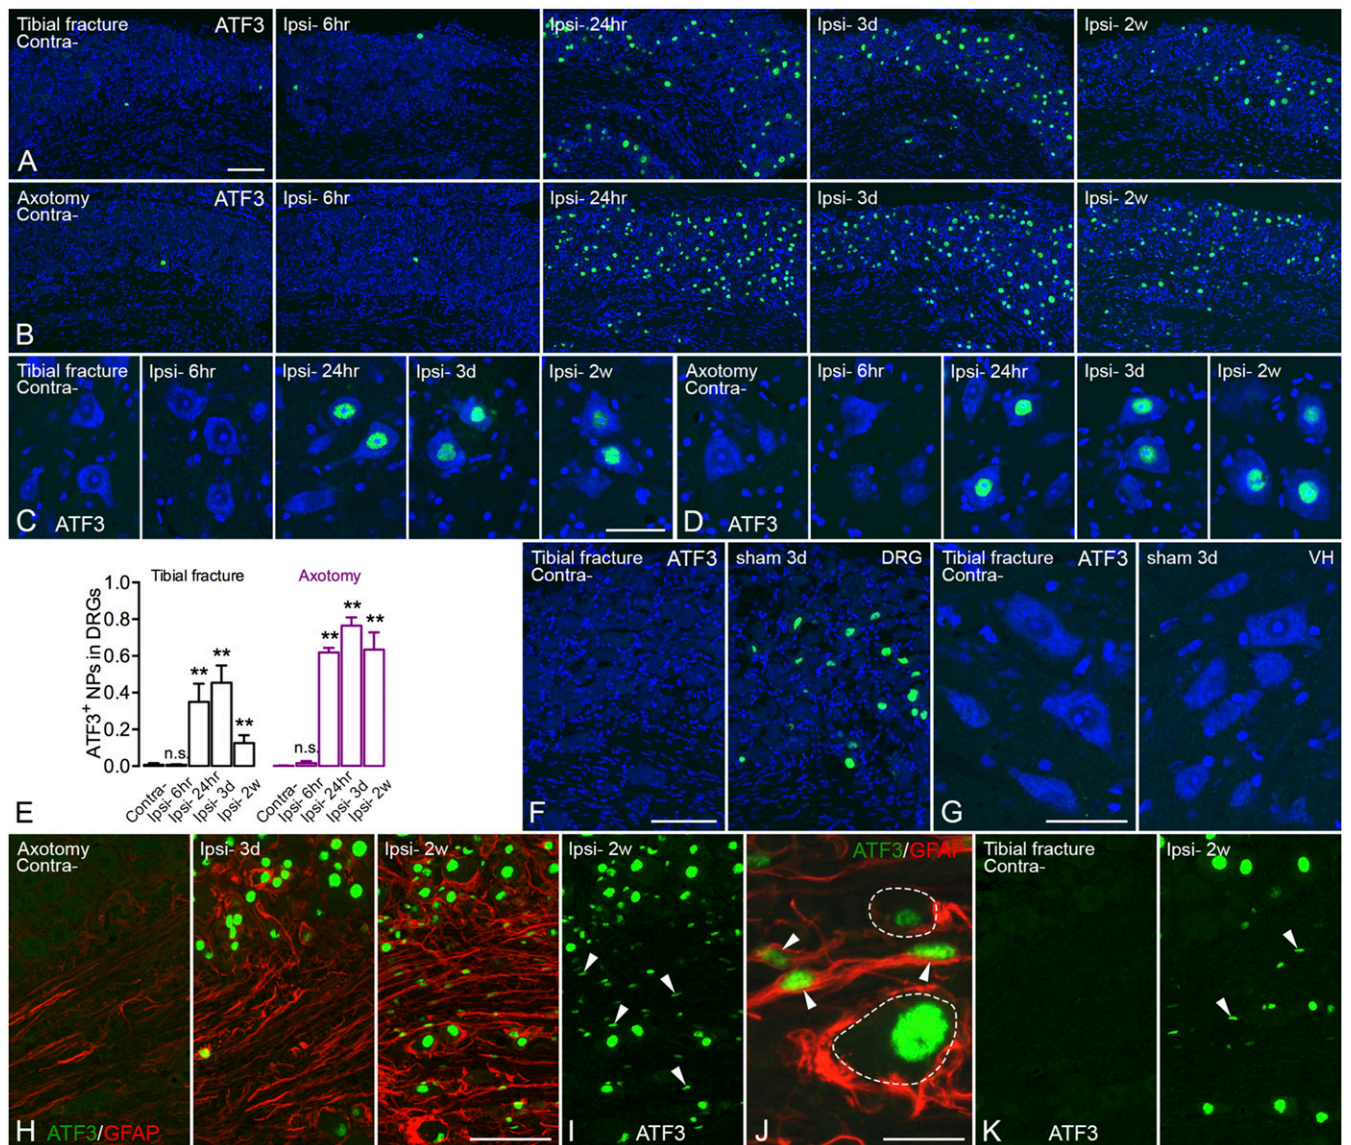 Tibial fracture ATF3
Contra-
Ipsi- 6hr
Ipsi- 24hr
Ipsi- 3d
Ipsi- 2w
A
Axotomy ATF3
Contra-
Ipsi- 6hr
Ipsi- 24hr
Ipsi- 3d
Ipsi- 2w
B
Tibial fracture
Contra-
Ipsi- 6hr
Ipsi- 24hr
Ipsi- 3d
Ipsi- 2w
C ATF3
Axotomy
Contra-
Ipsi- 6hr
Ipsi- 24hr
Ipsi- 3d
Ipsi- 2w
D ATF3
Tibial fracture
Axotomy
ATF3+ NPs in DRGs
1.0
0.8
0.6
0.4
0.2
0.0
n.s.
**
**
**
n.s.
**
**
**
Contra-
Ipsi- 6hr
Ipsi- 24hr
Ipsi- 3d
Ipsi- 2w
Contra-
Ipsi- 6hr
Ipsi- 24hr
Ipsi- 3d
Ipsi- 2w
E
Tibial fracture ATF3
Contra-
sham 3d DRG
F
Tibial fracture ATF3
Contra-
sham 3d VH
G
Axotomy
Contra-
Ipsi- 3d
Ipsi- 2w
H ATF3/GFAP
Ipsi- 2w
I ATF3
ATF3/GFAP
J
Tibial fracture
Contra-
Ipsi- 2w
K ATF3